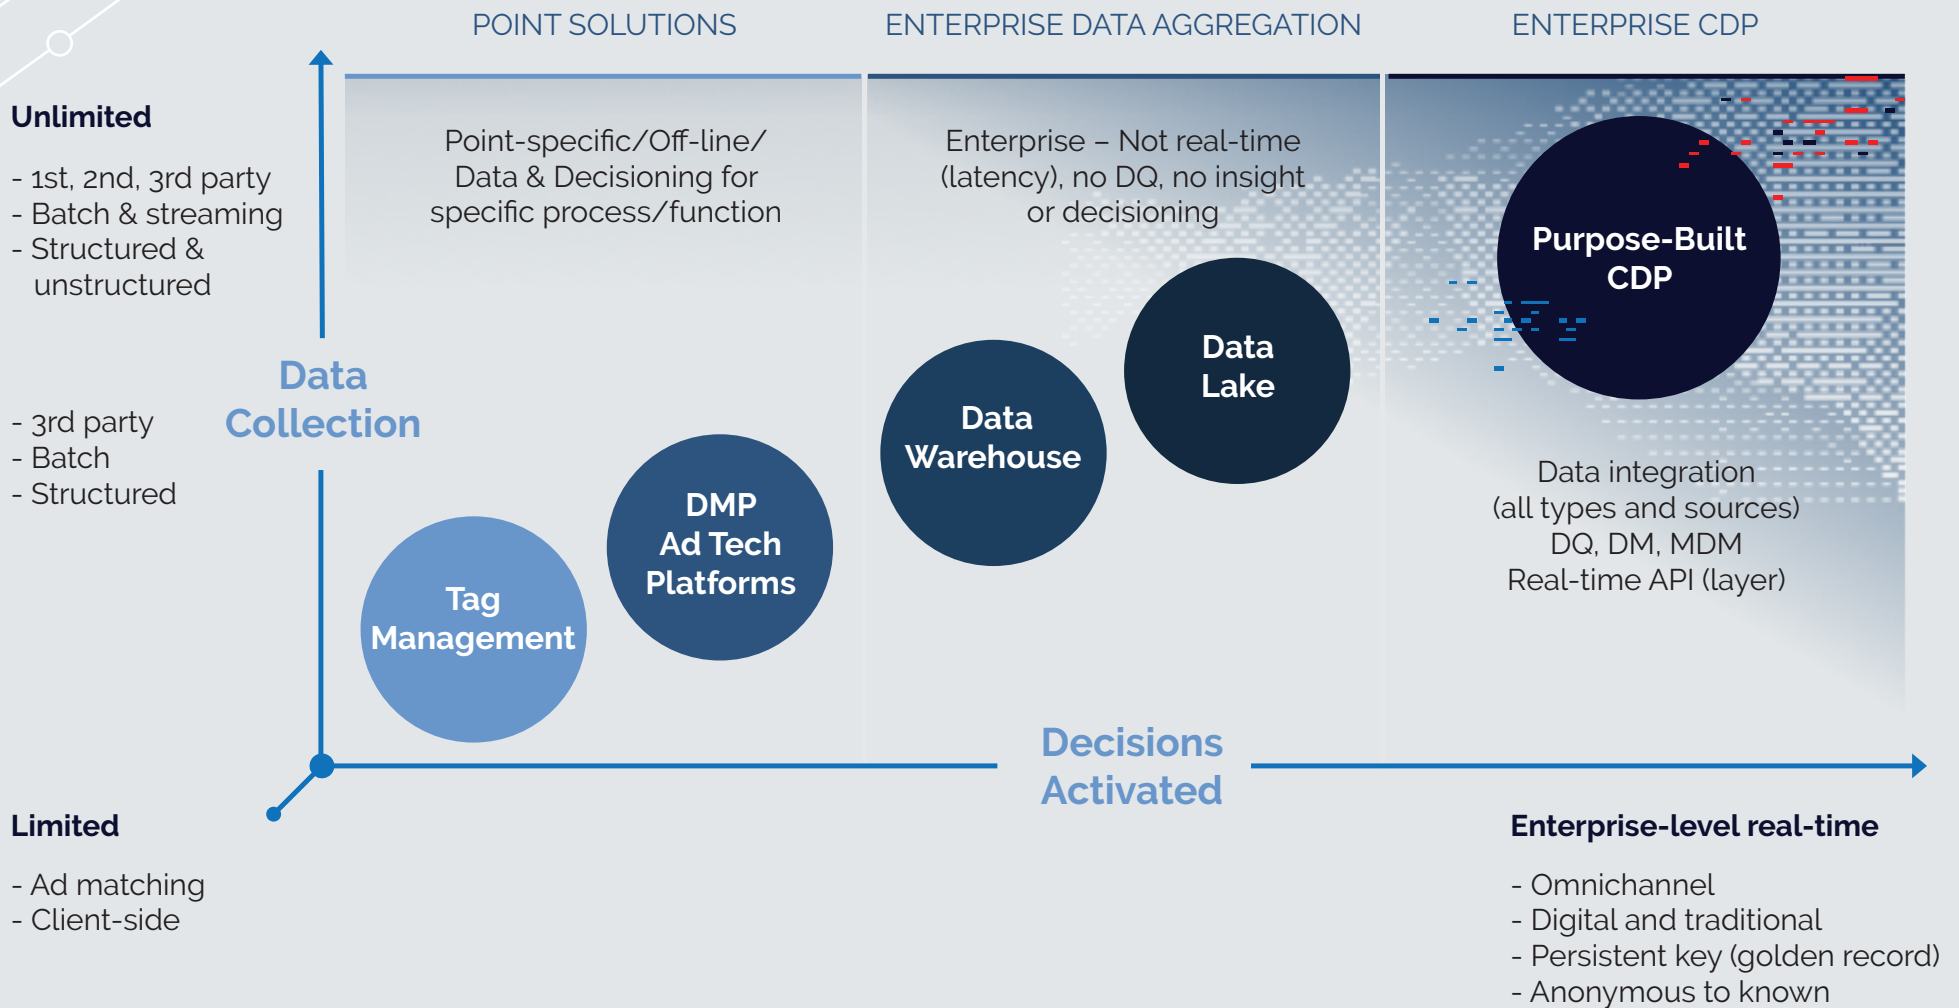 POINT SOLUTIONS
ENTERPRISE DATA AGGREGATION
ENTERPRISE CDP
Unlimited
- 1st, 2nd, 3rd party
- Batch & streaming
- Structured &
unstructured
- 3rd party
- Batch
- Structured
Data
Collection
Point-specific/Off-line/
Data & Decisioning for
specific process/function
Tag
Management
DMP
Ad Tech
Platforms
Enterprise – Not real-time
(latency), no DQ, no insight
or decisioning
Data
Warehouse
Data
Lake
Purpose-Built
CDP
Data integration
(all types and sources)
DQ, DM, MDM
Real-time API (layer)
Decisions
Activated
Limited
- Ad matching
- Client-side
Enterprise-level real-time
- Omnichannel
- Digital and traditional
- Persistent key (golden record)
- Anonymous to known